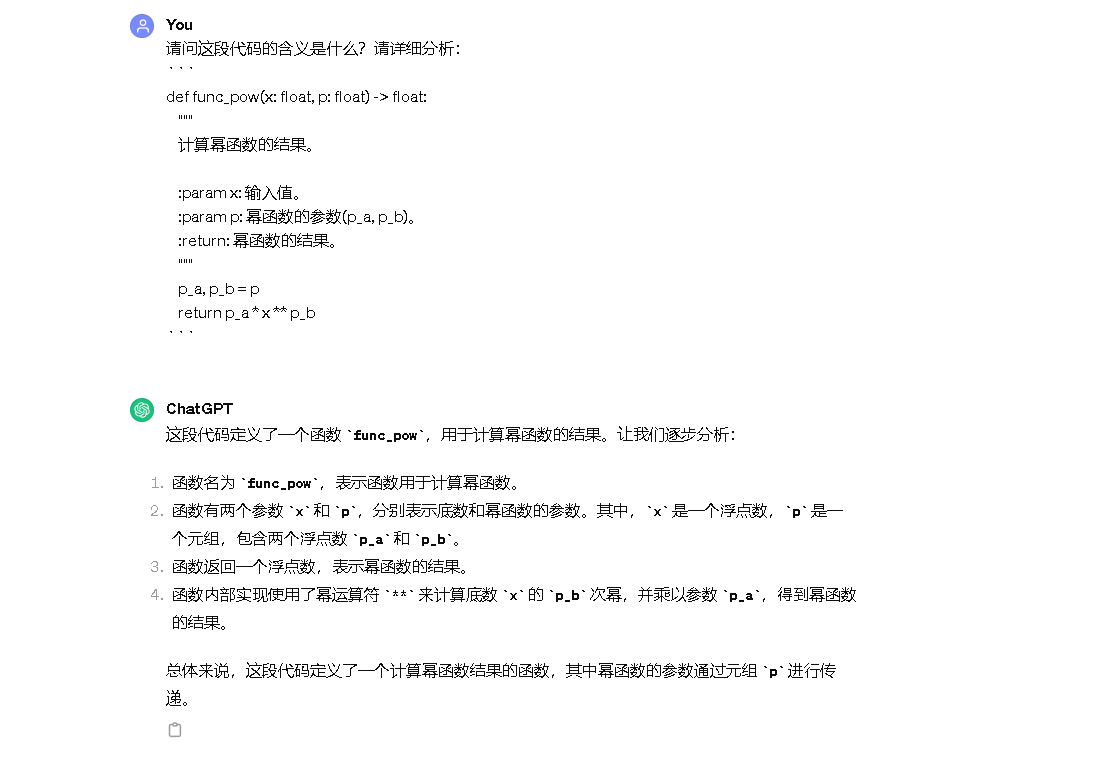 You
请问这段代码的含义是什么？请详细分析：
```
def func_pow(x: float, p: float) -> float:
"""
计算幂函数的结果。
:param x: 输入值。
:param p: 幂函数的参数(p_a, p_b)。
:return: 幂函数的结果。
"""
p_a, p_b = p
return p_a * x ** p_b
```
ChatGPT
这段代码定义了一个函数 `func_pow`，用于计算幂函数的结果。让我们逐步分析：
1. 函数名为 `func_pow`，表示函数用于计算幂函数。
2. 函数有两个参数 `x` 和 `p`，分别表示底数和幂函数的参数。其中，`x` 是一个浮点数，`p` 是一
个元组，包含两个浮点数 `p_a` 和 `p_b`。
3. 函数返回一个浮点数，表示幂函数的结果。
4. 函数内部实现使用了幂运算符 `**` 来计算底数 `x` 的 `p_b` 次幂，并乘以参数 `p_a`，得到幂函数
的结果。
总体来说，这段代码定义了一个计算幂函数结果的函数，其中幂函数的参数通过元组 `p` 进行传
递。